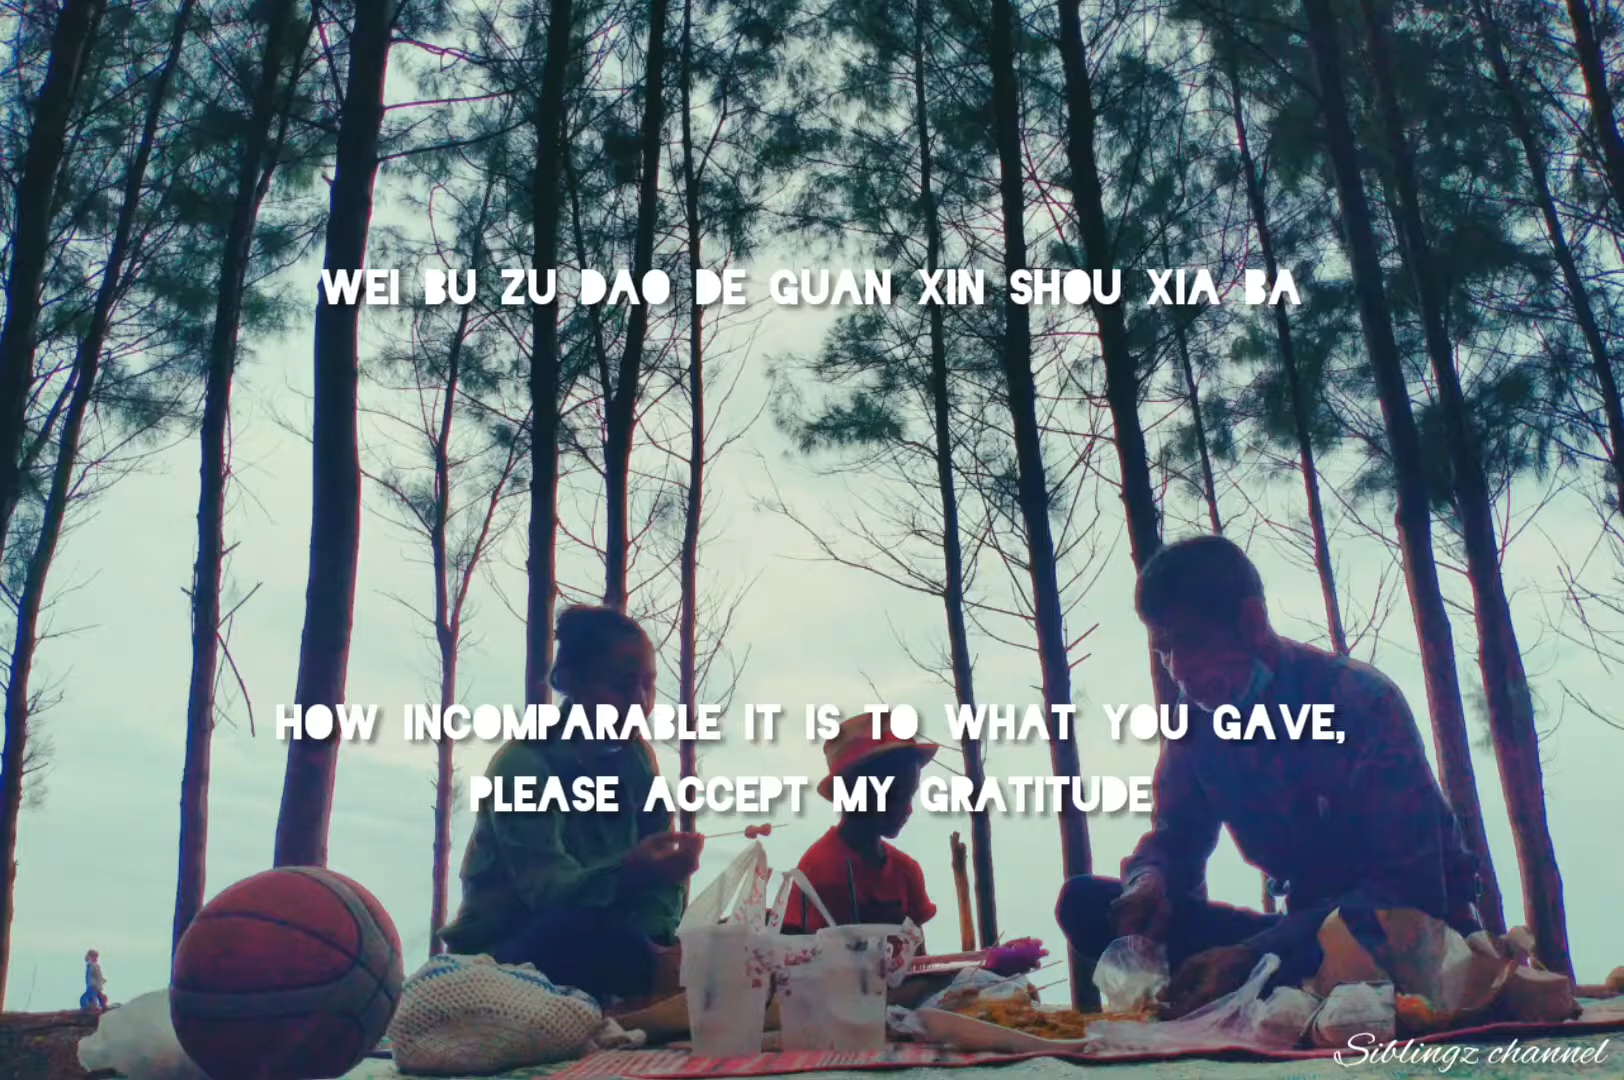 WEI BU ZU DAO DE GUAN XIN SHOU XIA BA
HOW INCOMPARABLE IT IS TO WHAT YOU GAVE,
PLEASE ACCEPT MY GRATITUDE
Siblingz channel